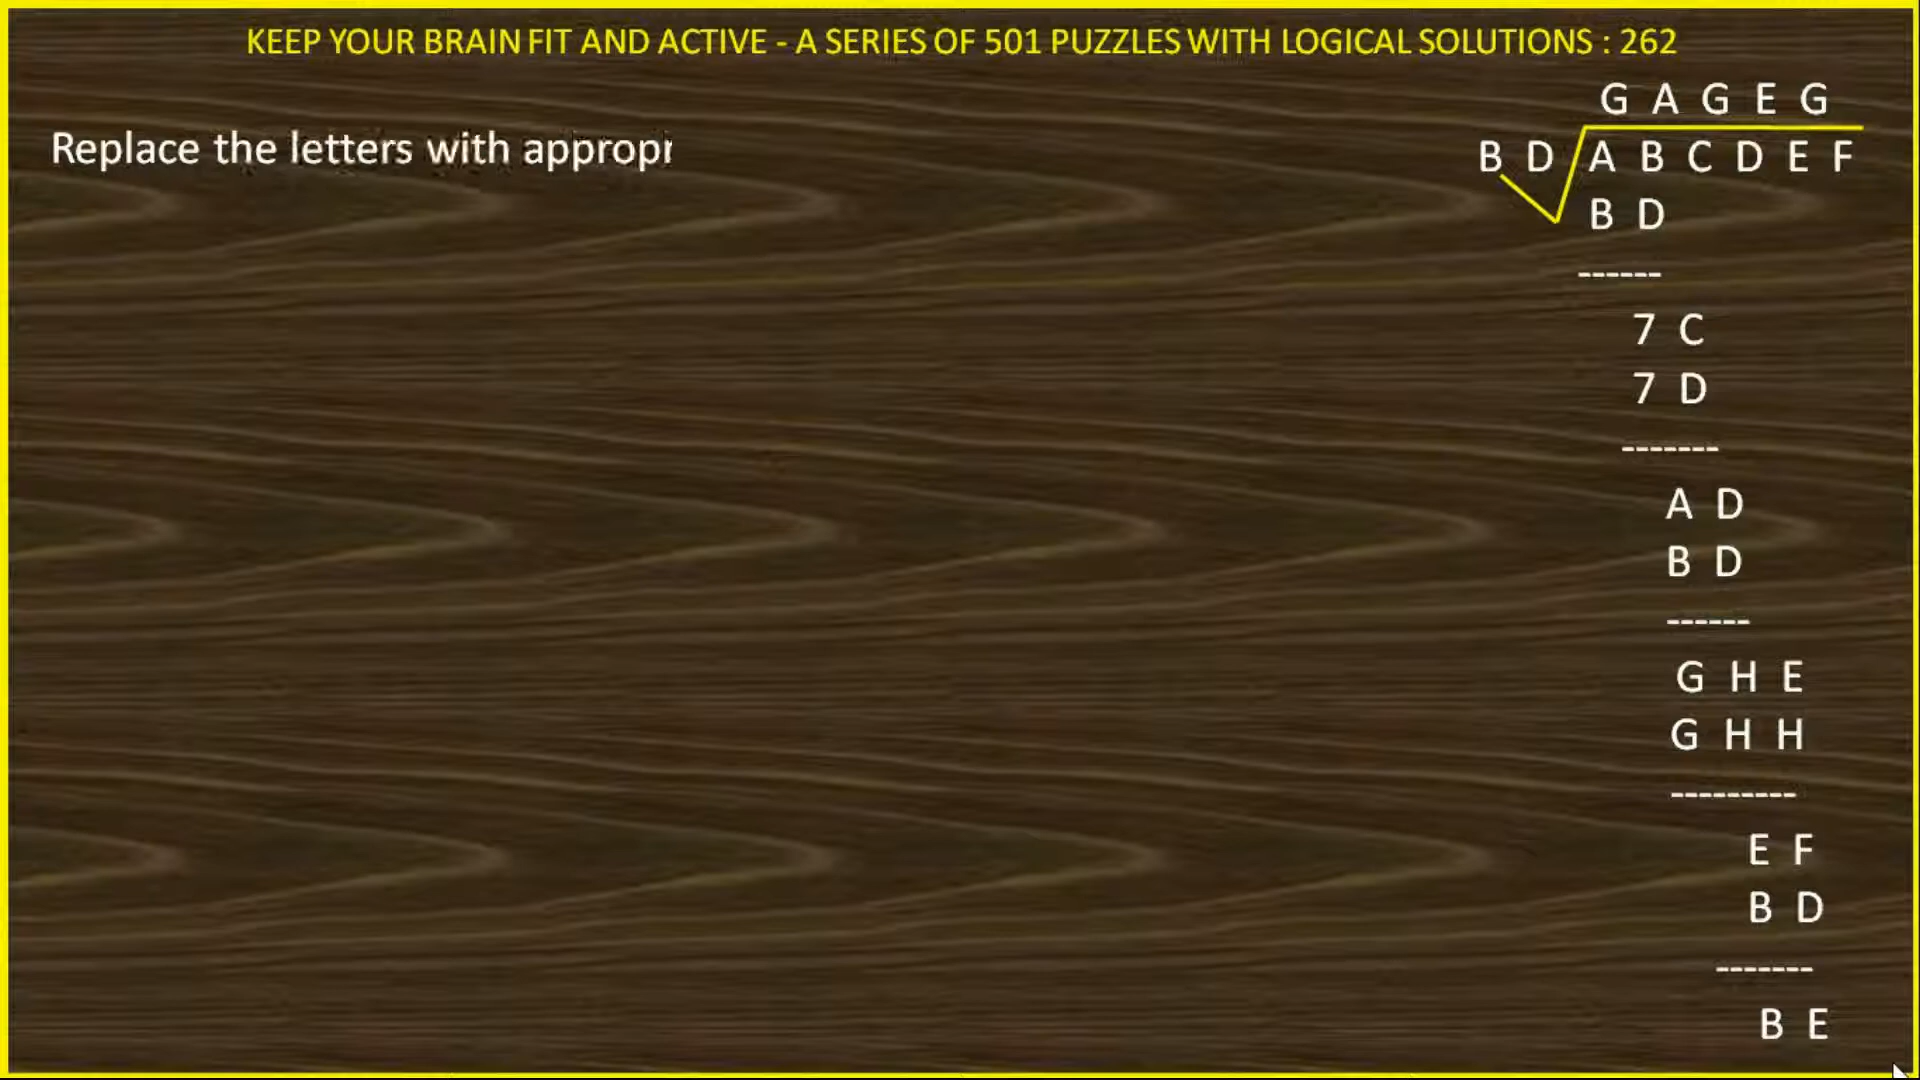 KEEP YOUR BRAIN FIT AND ACTIVE - A SERIES OF 501 PUZZLES WITH LOGICAL SOLUTIONS : 262
G A G E G
Replace the letters with appropr
B D A B C D E F
B D
------
7 C
7 D
-------
A D
B D
------
G H E
G H H
---------
E F
B D
-------
B E